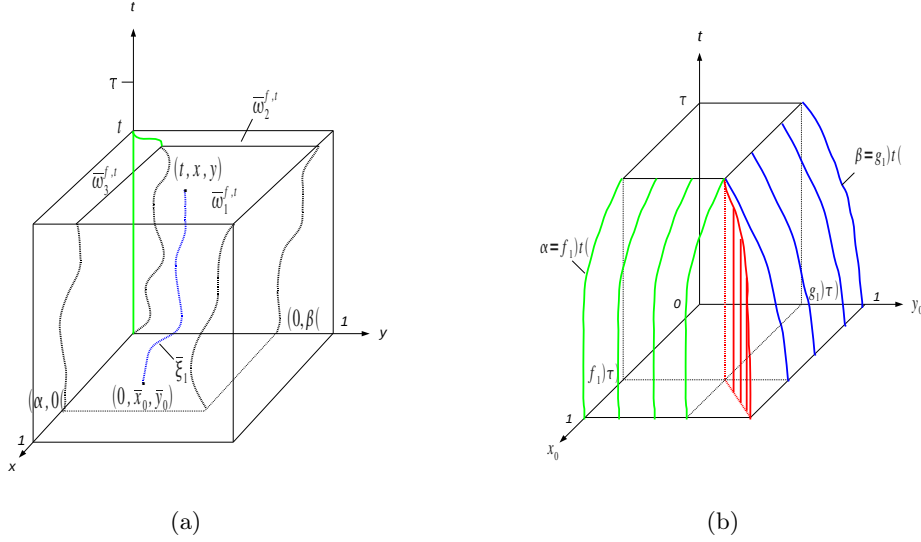 t
τ
t
ω̅₂^{f,t}
ω̅₃^{f,t}
(t, x, y)
ω̅₁^{f,t}
(0, β(
1
y
ξ̅₁
(α, 0(
(0, x̅₀, y̅₀)
1
x
(a)
t
τ
β=g₁)t(
α=f₁)t(
0
g₁)τ)
1
y₀
f₁)τ)
1
x₀
(b)